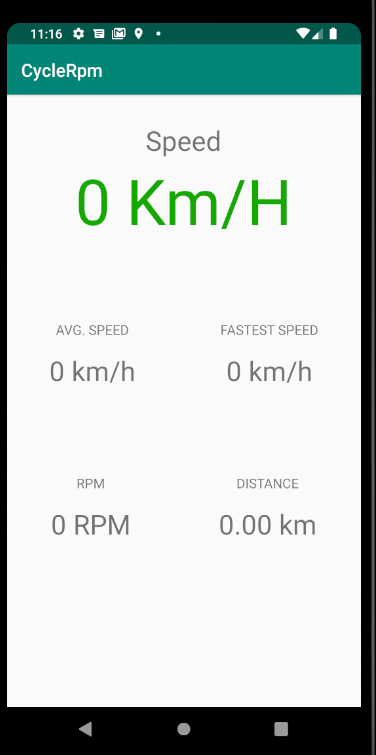 11:16
CycleRpm
Speed
0 Km/H
AVG. SPEED FASTEST SPEED
0 km/h 0 km/h
RPM DISTANCE
0 RPM 0.00 km